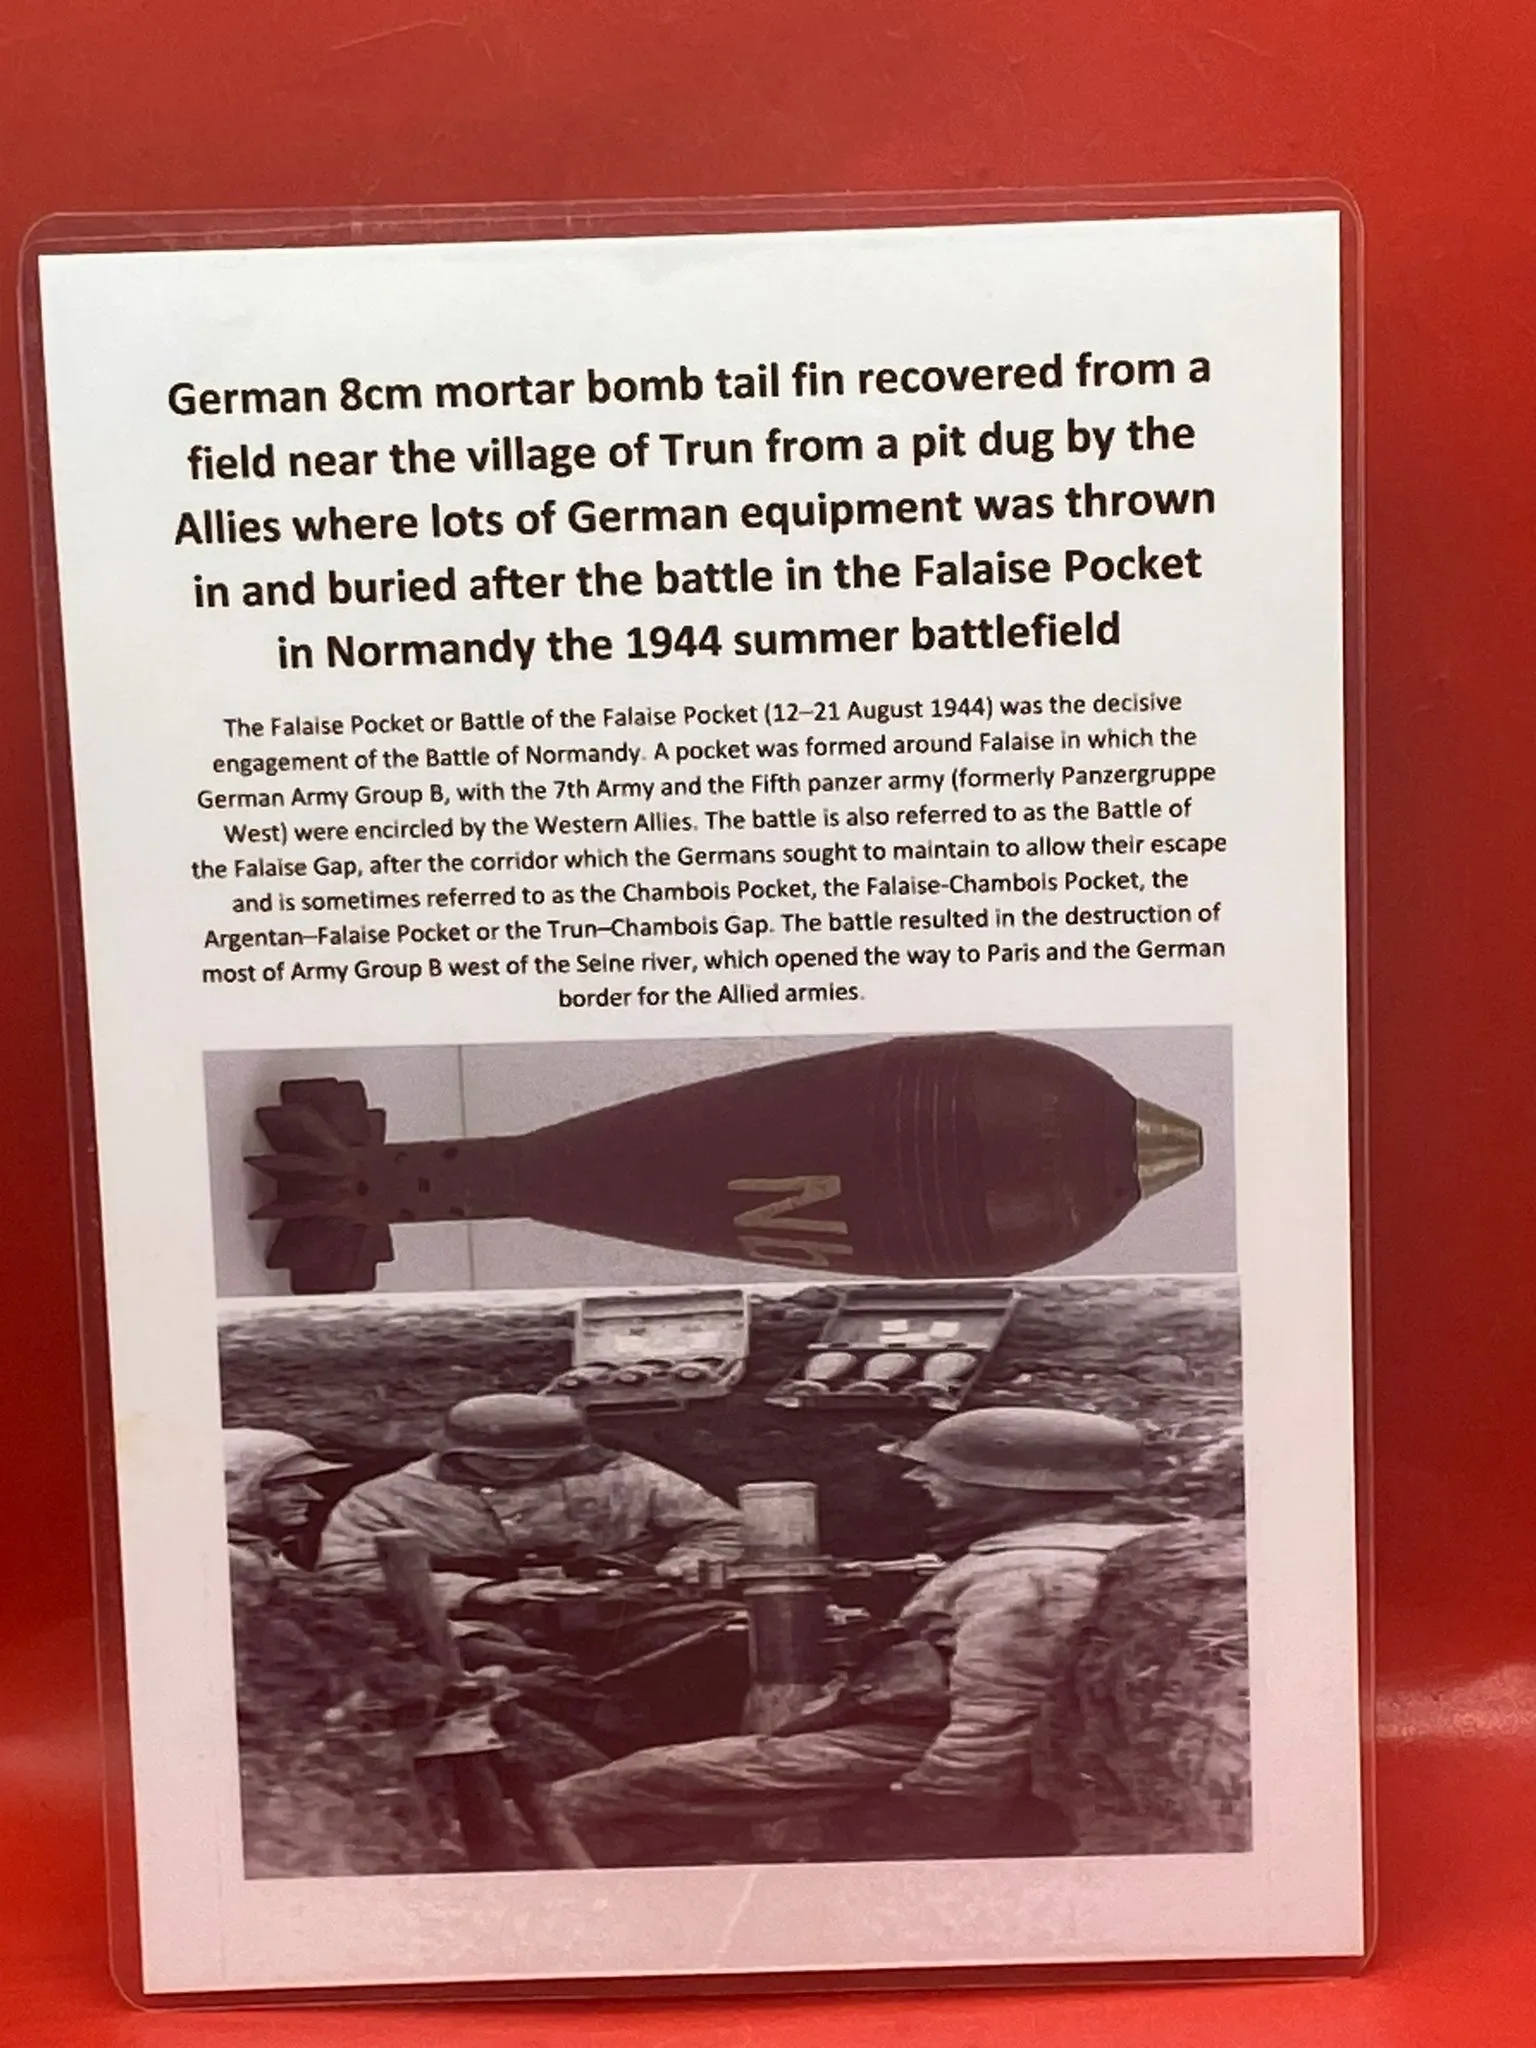 German 8cm mortar bomb tail fin recovered from a
field near the village of Trun from a pit dug by the
Allies where lots of German equipment was thrown
in and buried after the battle in the Falaise Pocket
in Normandy the 1944 summer battlefield
The Falaise Pocket or Battle of the Falaise Pocket (12–21 August 1944) was the decisive
engagement of the Battle of Normandy. A pocket was formed around Falaise in which the
German Army Group B, with the 7th Army and the Fifth panzer army (formerly Panzergruppe
West) were encircled by the Western Allies. The battle is also referred to as the Battle of
the Falaise Gap, after the corridor which the Germans sought to maintain to allow their escape
and is sometimes referred to as the Chambois Pocket, the Falaise-Chambois Pocket, the
Argentan–Falaise Pocket or the Trun–Chambois Gap. The battle resulted in the destruction of
most of Army Group B west of the Seine river, which opened the way to Paris and the German
border for the Allied armies.
Nb